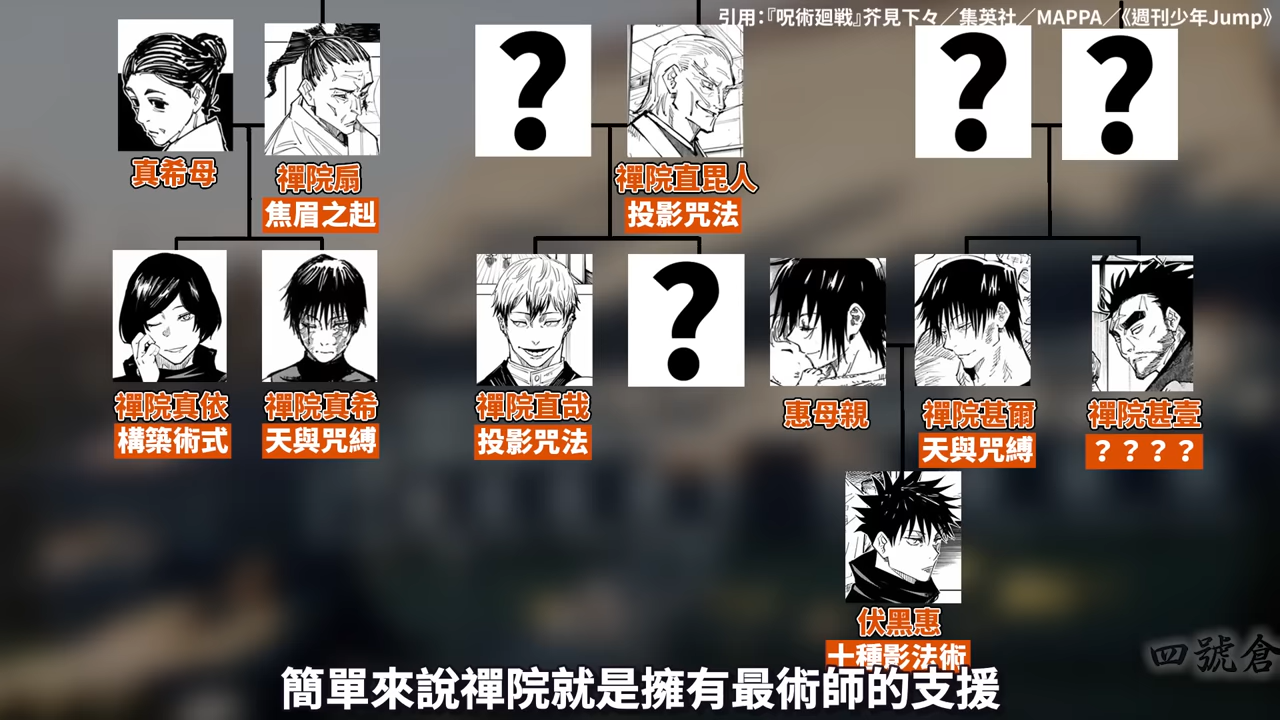 引用:『呪術廻戦』芥見下々／集英社／MAPPA／《週刊少年Jump》
? ? ?
真希母 禪院扇 禪院直毘人
焦眉之赳 投影咒法
?
禪院真依 禪院真希 禪院直哉 惠母親 禪院甚爾 禪院甚壹
構築術式 天與咒縛 投影咒法 天與咒縛 ？？？？
伏黑惠
十種影法術
四號倉
簡單來說禪院就是擁有最術師的支援